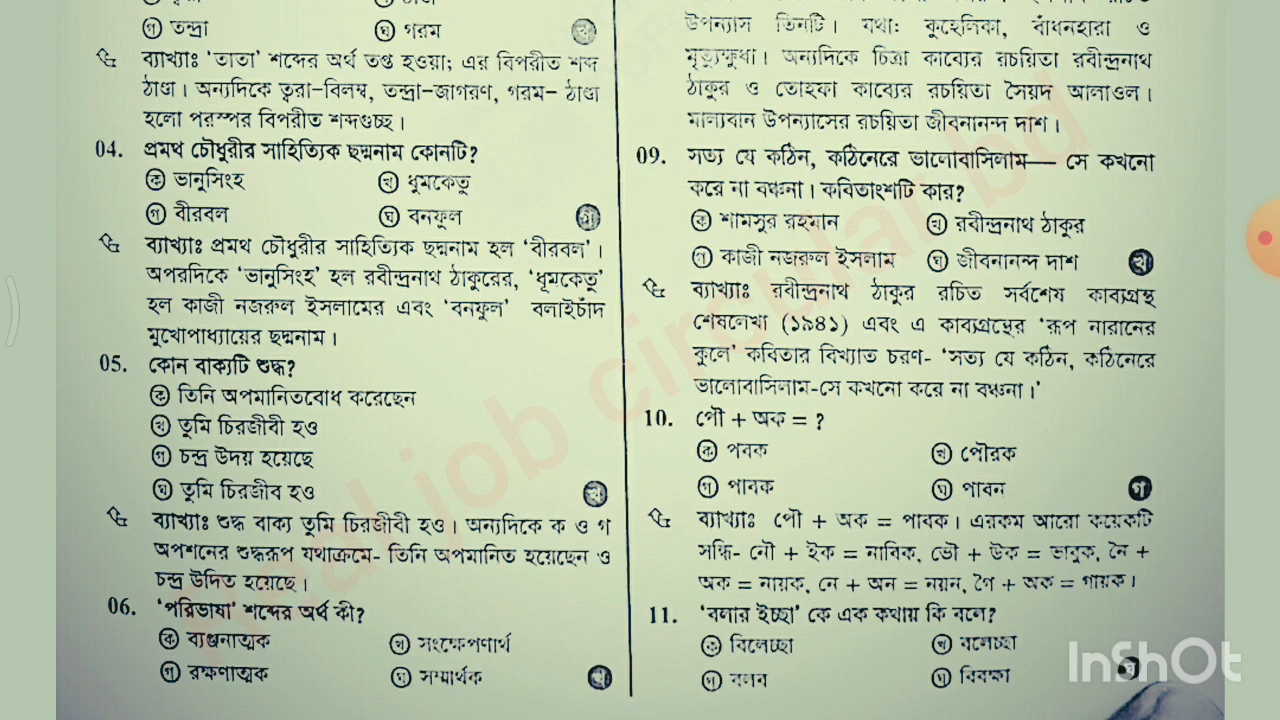 গ তন্দ্রা ঘ গরম
ব্যাখ্যাঃ ‘তাতা’ শব্দের অর্থ তপ্ত হওয়া; এর বিপরীত শব্দ
ঠাণ্ডা। অন্যদিকে ত্বরা–বিলম্ব, তন্দ্রা–জাগরণ, গরম– ঠাণ্ডা
হলো পরস্পর বিপরীত শব্দগুচ্ছ।
04. প্রমথ চৌধুরীর সাহিত্যিক ছদ্মনাম কোনটি?
ক ভানুসিংহ খ ধুমকেতু
গ বীরবল ঘ বনফুল গ
ব্যাখ্যাঃ প্রমথ চৌধুরীর সাহিত্যিক ছদ্মনাম হল ‘বীরবল’।
অপরদিকে ‘ভানুসিংহ’ হল রবীন্দ্রনাথ ঠাকুরের, ‘ধূমকেতু’
হল কাজী নজরুল ইসলামের এবং ‘বনফুল’ বলাইচাঁদ
মুখোপাধ্যায়ের ছদ্মনাম।
05. কোন বাক্যটি শুদ্ধ?
ক তিনি অপমানিতবোধ করেছেন
খ তুমি চিরজীবী হও
গ চন্দ্র উদয় হয়েছে
ঘ তুমি চিরজীব হও খ
ব্যাখ্যাঃ শুদ্ধ বাক্য তুমি চিরজীবী হও। অন্যদিকে ক ও গ
অপশনের শুদ্ধরূপ যথাক্রমে- তিনি অপমানিত হয়েছেন ও
চন্দ্র উদিত হয়েছে।
06. ‘পরিভাষা’ শব্দের অর্থ কী?
ক ব্যঞ্জনাত্মক খ সংক্ষেপণার্থ
গ রক্ষণাত্মক ঘ সম্মার্থক
উপন্যাস তিনটি। যথা: কুহেলিকা, বাঁধনহারা ও
মৃত্যুক্ষুধা। অন্যদিকে চিত্রা কাব্যের রচয়িতা রবীন্দ্রনাথ
ঠাকুর ও তোহফা কাব্যের রচয়িতা সৈয়দ আলাওল।
মাল্যবান উপন্যাসের রচয়িতা জীবনানন্দ দাশ।
09. সত্য যে কঠিন, কঠিনেরে ভালোবাসিলাম— সে কখনো
করে না বঞ্চনা। কবিতাংশটি কার?
ক শামসুর রহমান খ রবীন্দ্রনাথ ঠাকুর
গ কাজী নজরুল ইসলাম ঘ জীবনানন্দ দাশ খ
ব্যাখ্যাঃ রবীন্দ্রনাথ ঠাকুর রচিত সর্বশেষ কাব্যগ্রন্থ
শেষলেখা (১৯৪১) এবং এ কাব্যগ্রন্থের ‘রূপ নারানের
কূলে’ কবিতার বিখ্যাত চরণ- ‘সত্য যে কঠিন, কঠিনেরে
ভালোবাসিলাম-সে কখনো করে না বঞ্চনা।’
10. পৌ + অক = ?
ক পবক খ পৌরক
গ পাবক ঘ পাবন গ
ব্যাখ্যাঃ পৌ + অক = পাবক। এরকম আরো কয়েকটি
সন্ধি- নৌ + ইক = নাবিক, ভৌ + উক = ভাবুক, নৈ +
অক = নায়ক, নে + অন = নয়ন, গৈ + অক = গায়ক।
11. ‘বলার ইচ্ছা’ কে এক কথায় কি বলে?
ক বিলেচ্ছা খ বলেচ্ছা
গ বলন ঘ বিবক্ষা ঘ
job circular bd
InShOt